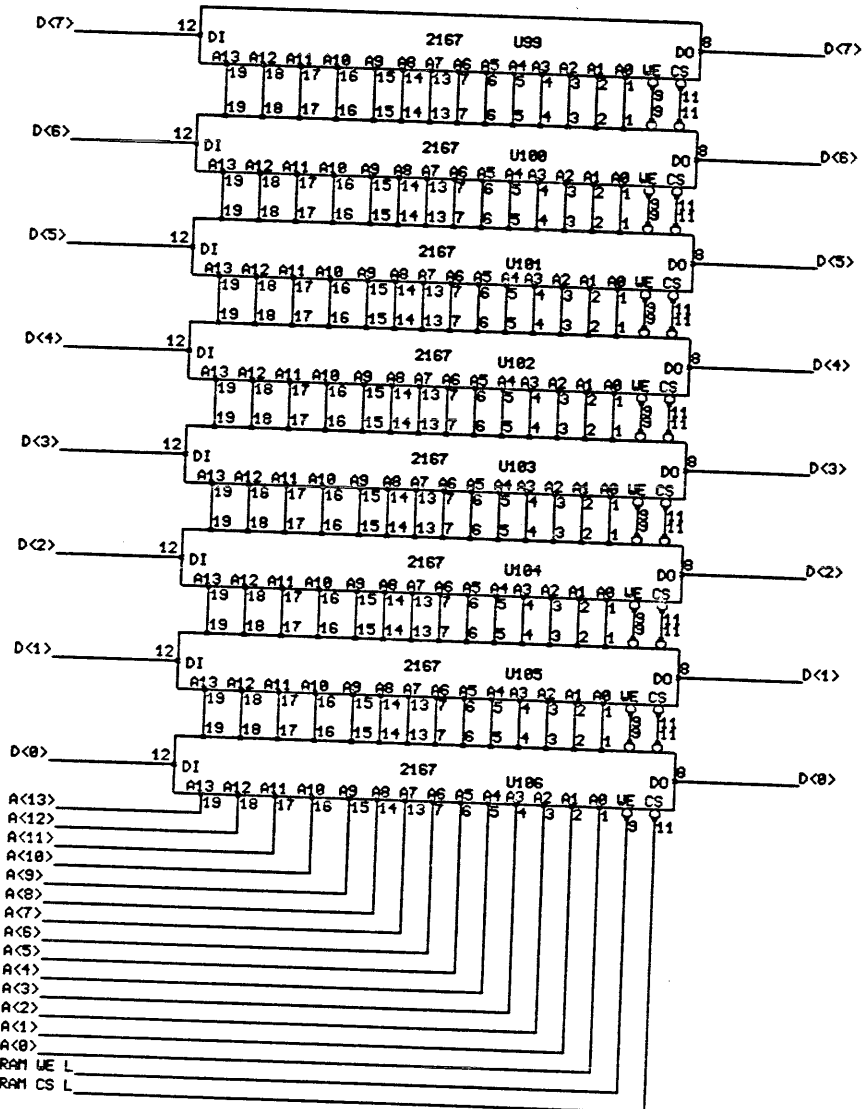 D<7> 12 DI 2167 U99 DO 8 D<7>
A13 A12 A11 A10 A9 A8 A7 A6 A5 A4 A3 A2 A1 A0 WE CS
19 18 17 16 15 14 13 7 6 5 4 3 2 1 9 11
19 18 17 16 15 14 13 7 6 5 4 3 2 1 9 11
D<6> 12 DI 2167 U100 DO 8 D<6>
A13 A12 A11 A10 A9 A8 A7 A6 A5 A4 A3 A2 A1 A0 WE CS
19 18 17 16 15 14 13 7 6 5 4 3 2 1 9 11
19 18 17 16 15 14 13 7 6 5 4 3 2 1 9 11
D<5> 12 DI 2167 U101 DO 8 D<5>
A13 A12 A11 A10 A9 A8 A7 A6 A5 A4 A3 A2 A1 A0 WE CS
19 18 17 16 15 14 13 7 6 5 4 3 2 1 9 11
19 18 17 16 15 14 13 7 6 5 4 3 2 1 9 11
D<4> 12 DI 2167 U102 DO 8 D<4>
A13 A12 A11 A10 A9 A8 A7 A6 A5 A4 A3 A2 A1 A0 WE CS
19 18 17 16 15 14 13 7 6 5 4 3 2 1 9 11
19 18 17 16 15 14 13 7 6 5 4 3 2 1 9 11
D<3> 12 DI 2167 U103 DO 8 D<3>
A13 A12 A11 A10 A9 A8 A7 A6 A5 A4 A3 A2 A1 A0 WE CS
19 18 17 16 15 14 13 7 6 5 4 3 2 1 9 11
19 18 17 16 15 14 13 7 6 5 4 3 2 1 9 11
D<2> 12 DI 2167 U104 DO 8 D<2>
A13 A12 A11 A10 A9 A8 A7 A6 A5 A4 A3 A2 A1 A0 WE CS
19 18 17 16 15 14 13 7 6 5 4 3 2 1 9 11
19 18 17 16 15 14 13 7 6 5 4 3 2 1 9 11
D<1> 12 DI 2167 U105 DO 8 D<1>
A13 A12 A11 A10 A9 A8 A7 A6 A5 A4 A3 A2 A1 A0 WE CS
19 18 17 16 15 14 13 7 6 5 4 3 2 1 9 11
19 18 17 16 15 14 13 7 6 5 4 3 2 1 9 11
D<0> 12 DI 2167 U106 DO 8 D<0>
A13 A12 A11 A10 A9 A8 A7 A6 A5 A4 A3 A2 A1 A0 WE CS
19 18 17 16 15 14 13 7 6 5 4 3 2 1 9 11
A<13>
A<12>
A<11>
A<10>
A<9>
A<8>
A<7>
A<6>
A<5>
A<4>
A<3>
A<2>
A<1>
A<0>
RAM WE L
RAM CS L